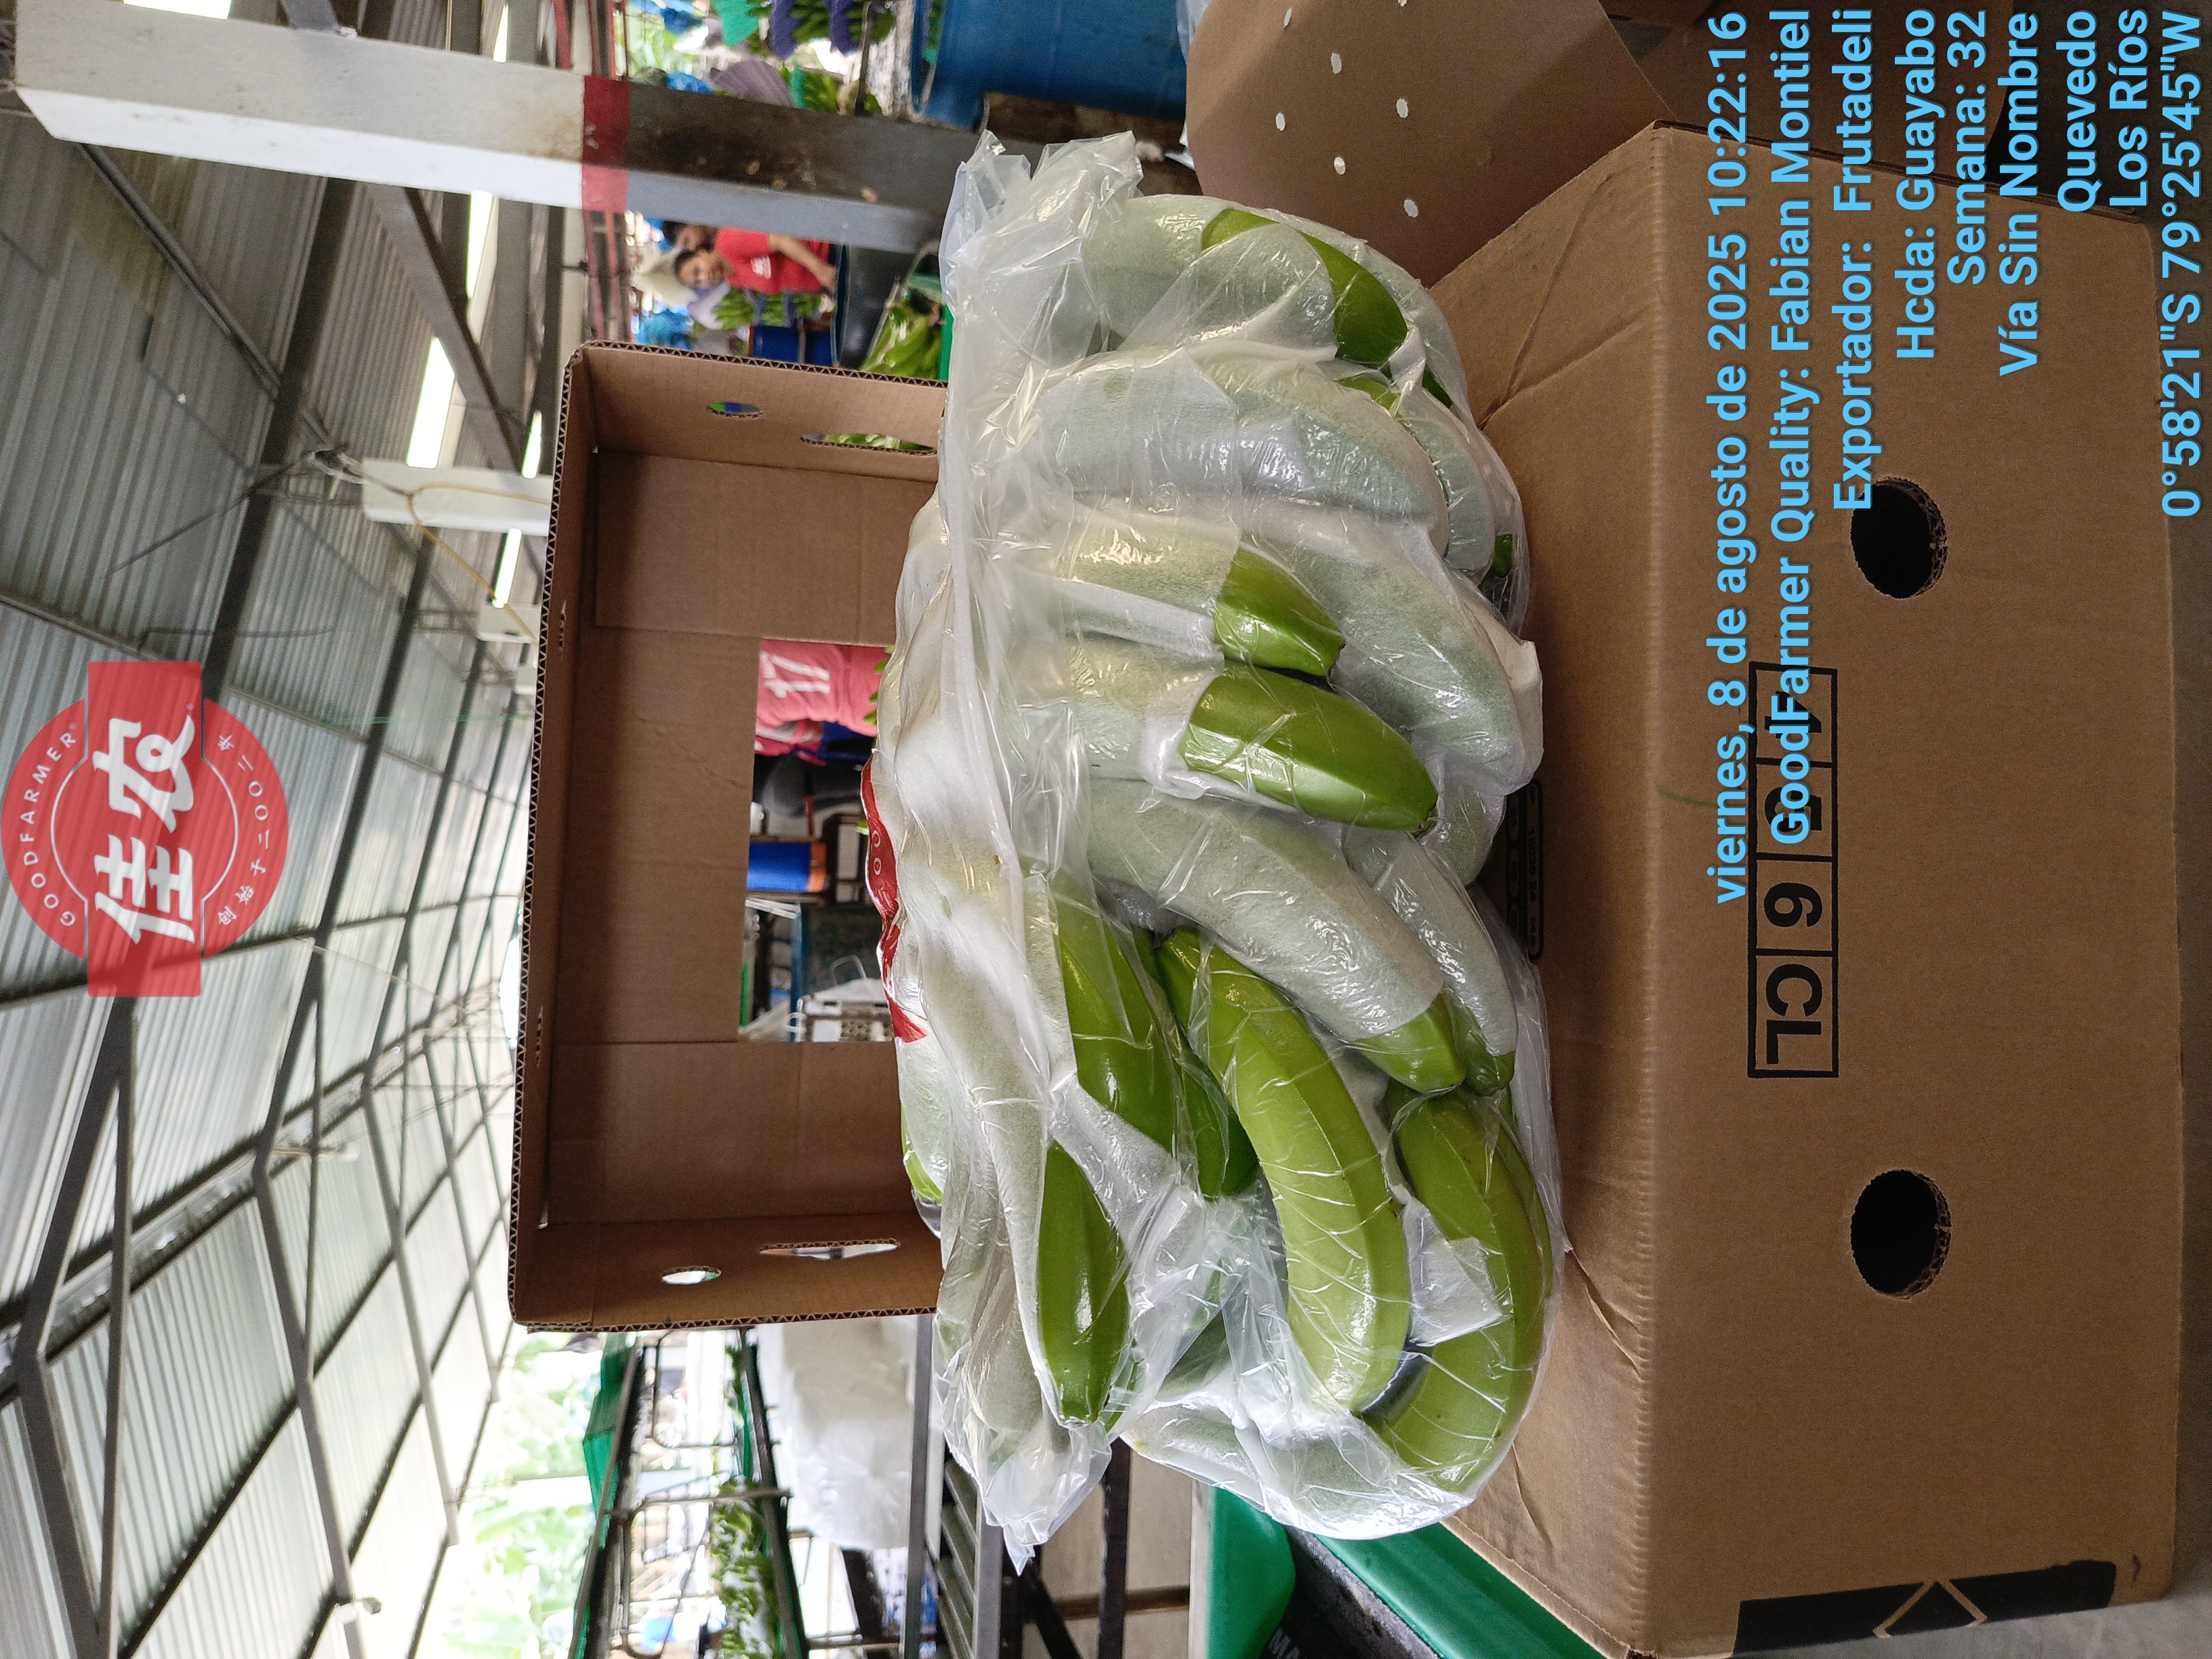 GOODFARMER®
佳农®
创始于二〇〇二年
17
4 5 6 CL
viernes, 8 de agosto de 2025 10:22:16
GoodFarmer Quality: Fabian Montiel
Exportador: Frutadeli
Hcda: Guayabo
Semana: 32
Vía Sin Nombre
Quevedo
Los Ríos
0°58'21"S 79°25'45"W